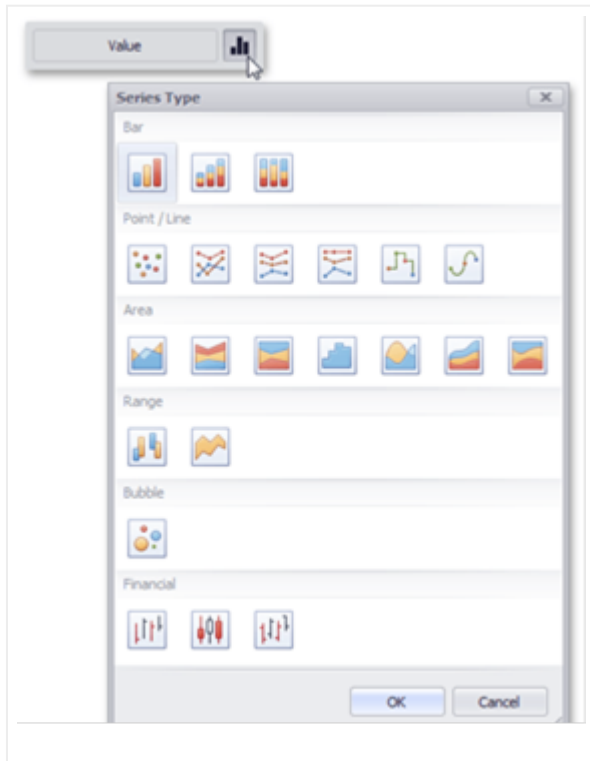 Value
Series Type
Bar
Point / Line
Area
Range
Bubble
Financial
OK Cancel